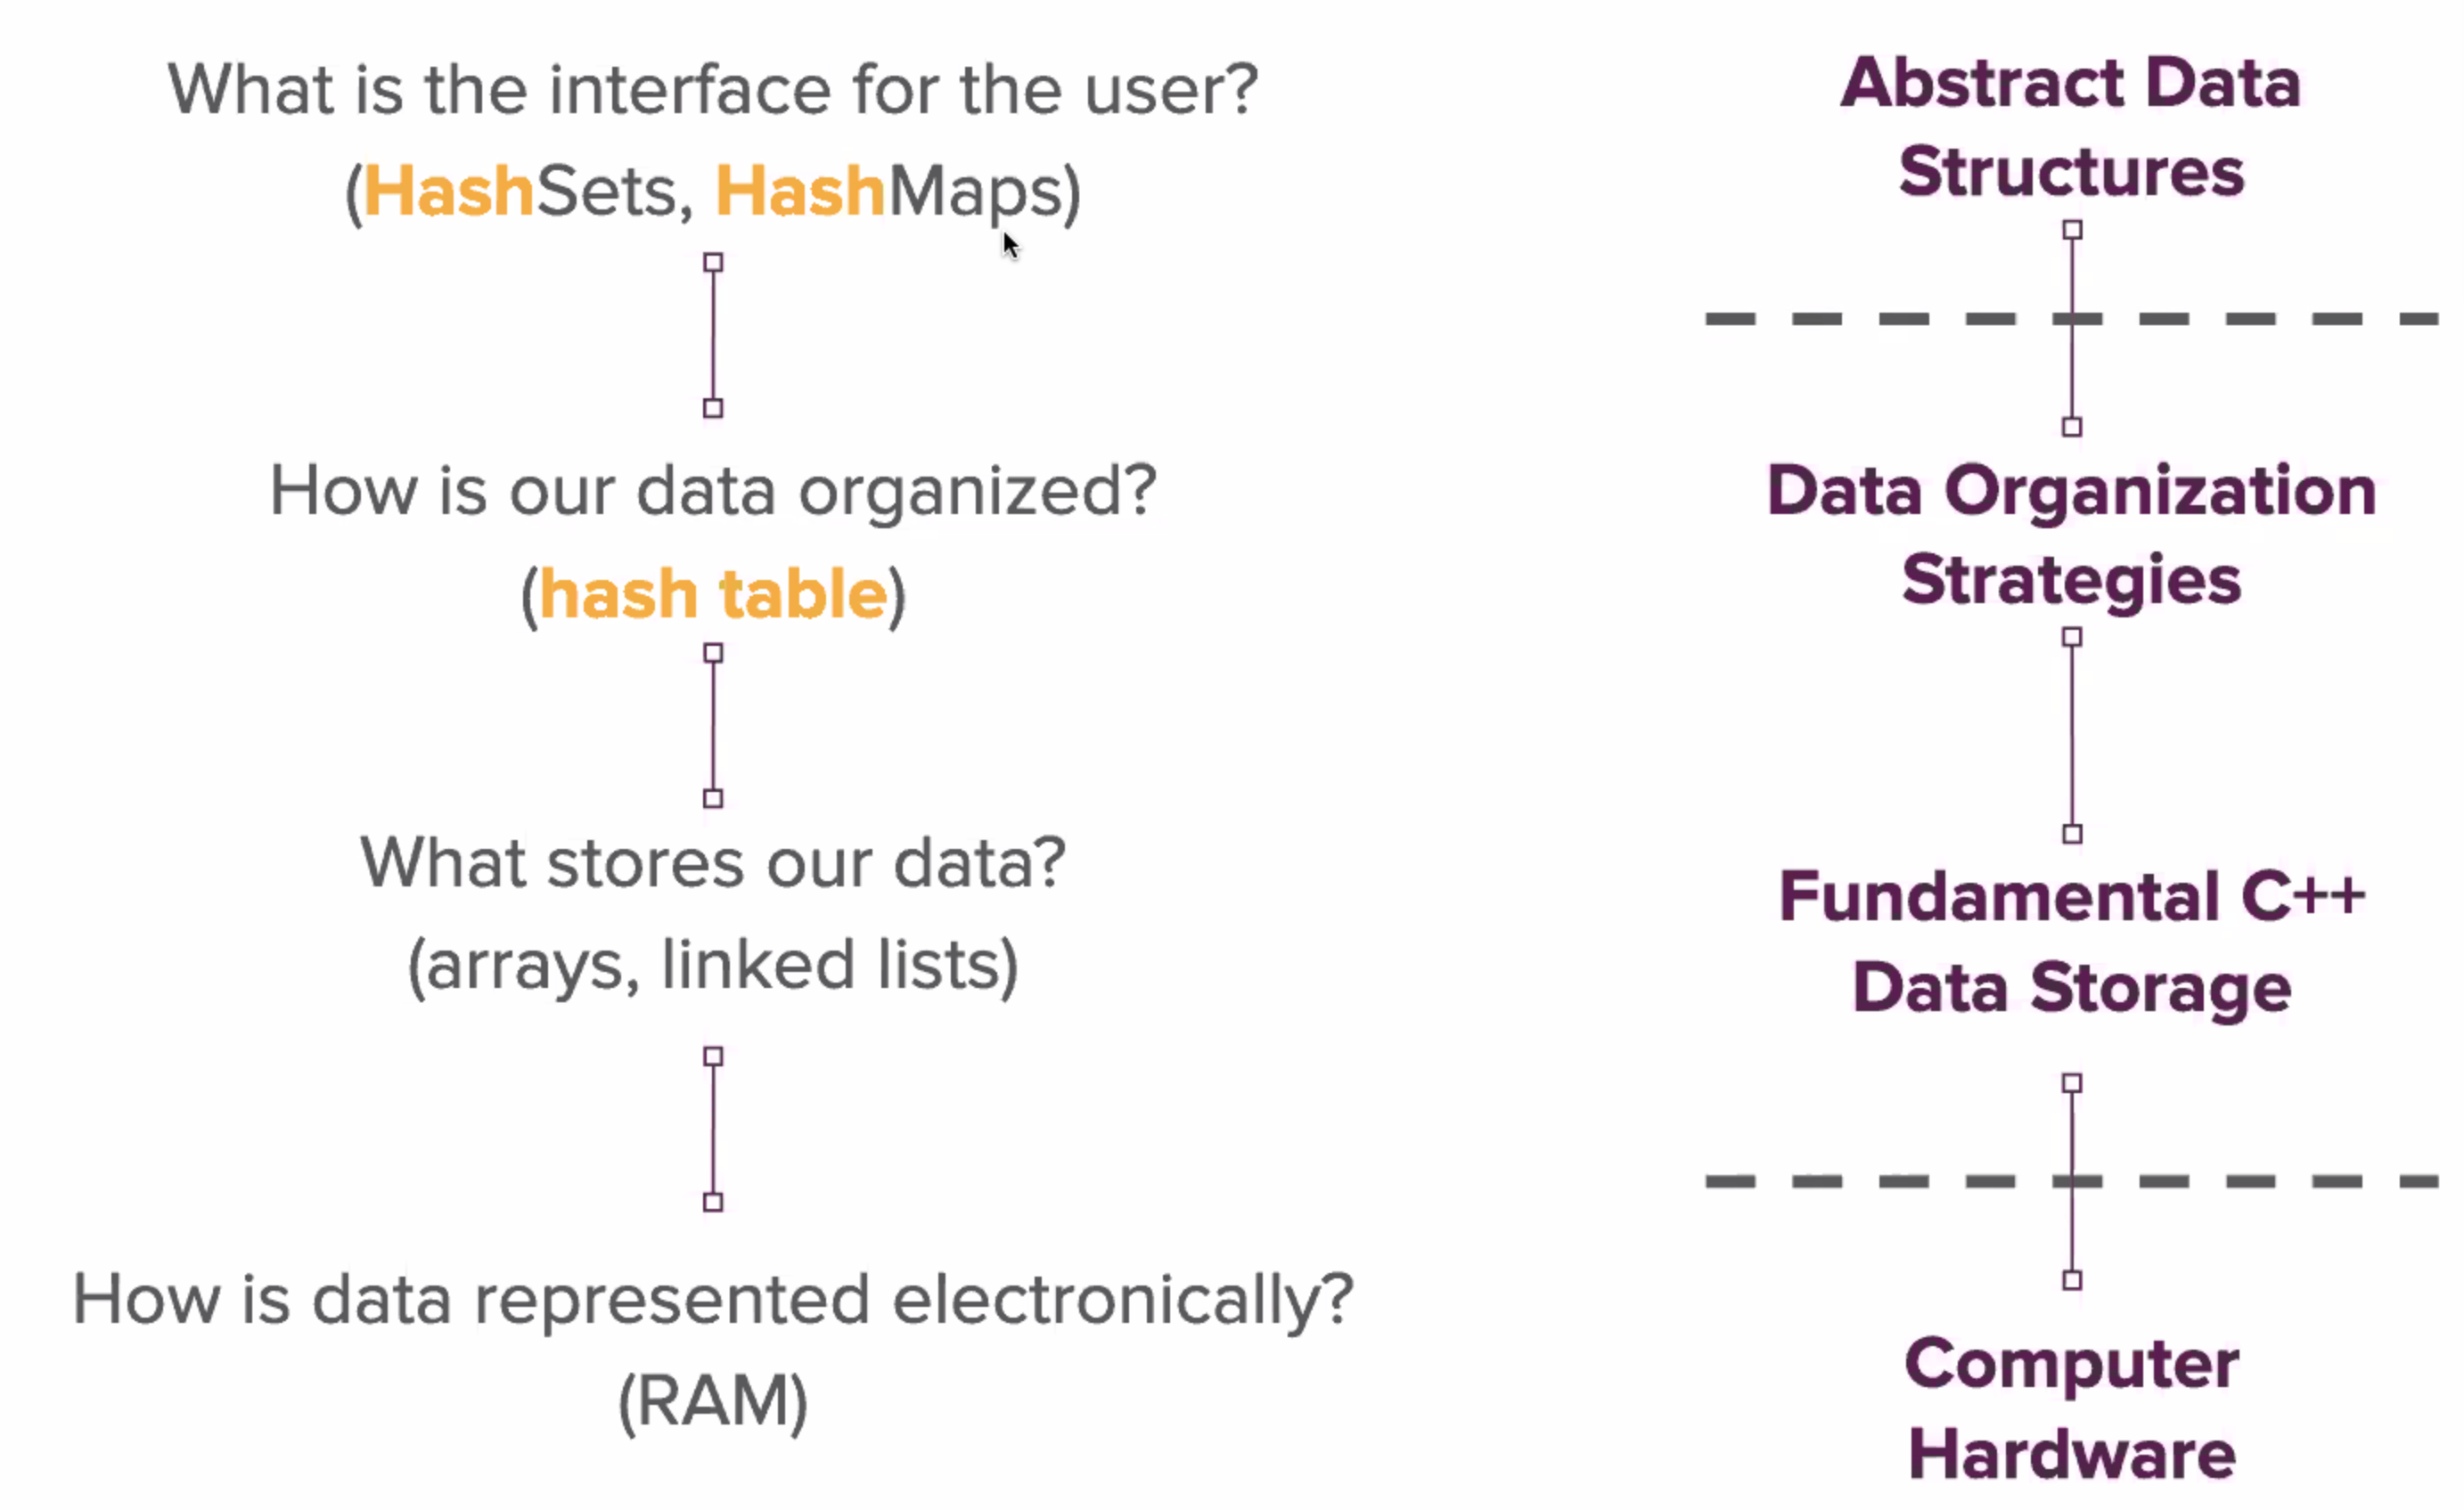 What is the interface for the user?
(HashSets, HashMaps)
How is our data organized?
(hash table)
What stores our data?
(arrays, linked lists)
How is data represented electronically?
(RAM)
Abstract Data
Structures
Data Organization
Strategies
Fundamental C++
Data Storage
Computer
Hardware